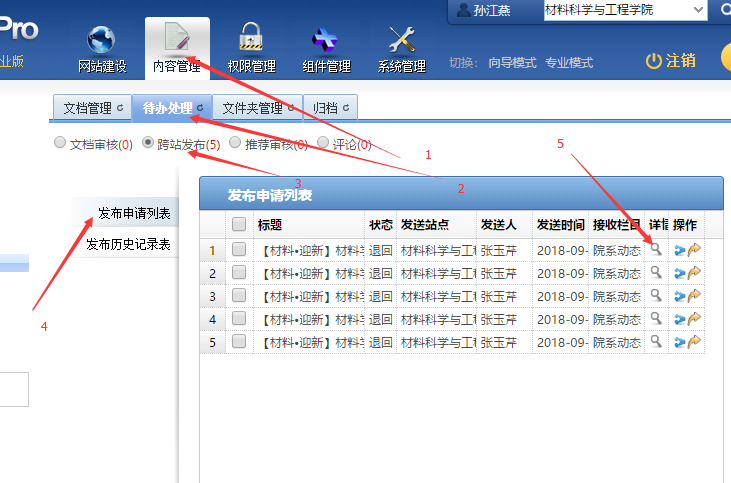 孙江燕 材料科学与工程学院
Pro
业版
网站建设 内容管理 权限管理 组件管理 系统管理 切换： 向导模式 专业模式 注销
文档管理 待办处理 文件夹管理 归档
文档审核(0) 跨站发布(5) 推荐审核(0) 评论(0)
1
2
3
4
5
发布申请列表
发布历史记录表
发布申请列表
标题 状态 发送站点 发送人 发送时间 接收栏目 详情 操作
1 【材料•迎新】材料学 退回 材料科学与工程 张玉芹 2018-09- 院系动态
2 【材料•迎新】材料学 退回 材料科学与工程 张玉芹 2018-09- 院系动态
3 【材料•迎新】材料学 退回 材料科学与工程 张玉芹 2018-09- 院系动态
4 【材料•迎新】材料学 退回 材料科学与工程 张玉芹 2018-09- 院系动态
5 【材料•迎新】材料学 退回 材料科学与工程 张玉芹 2018-09- 院系动态